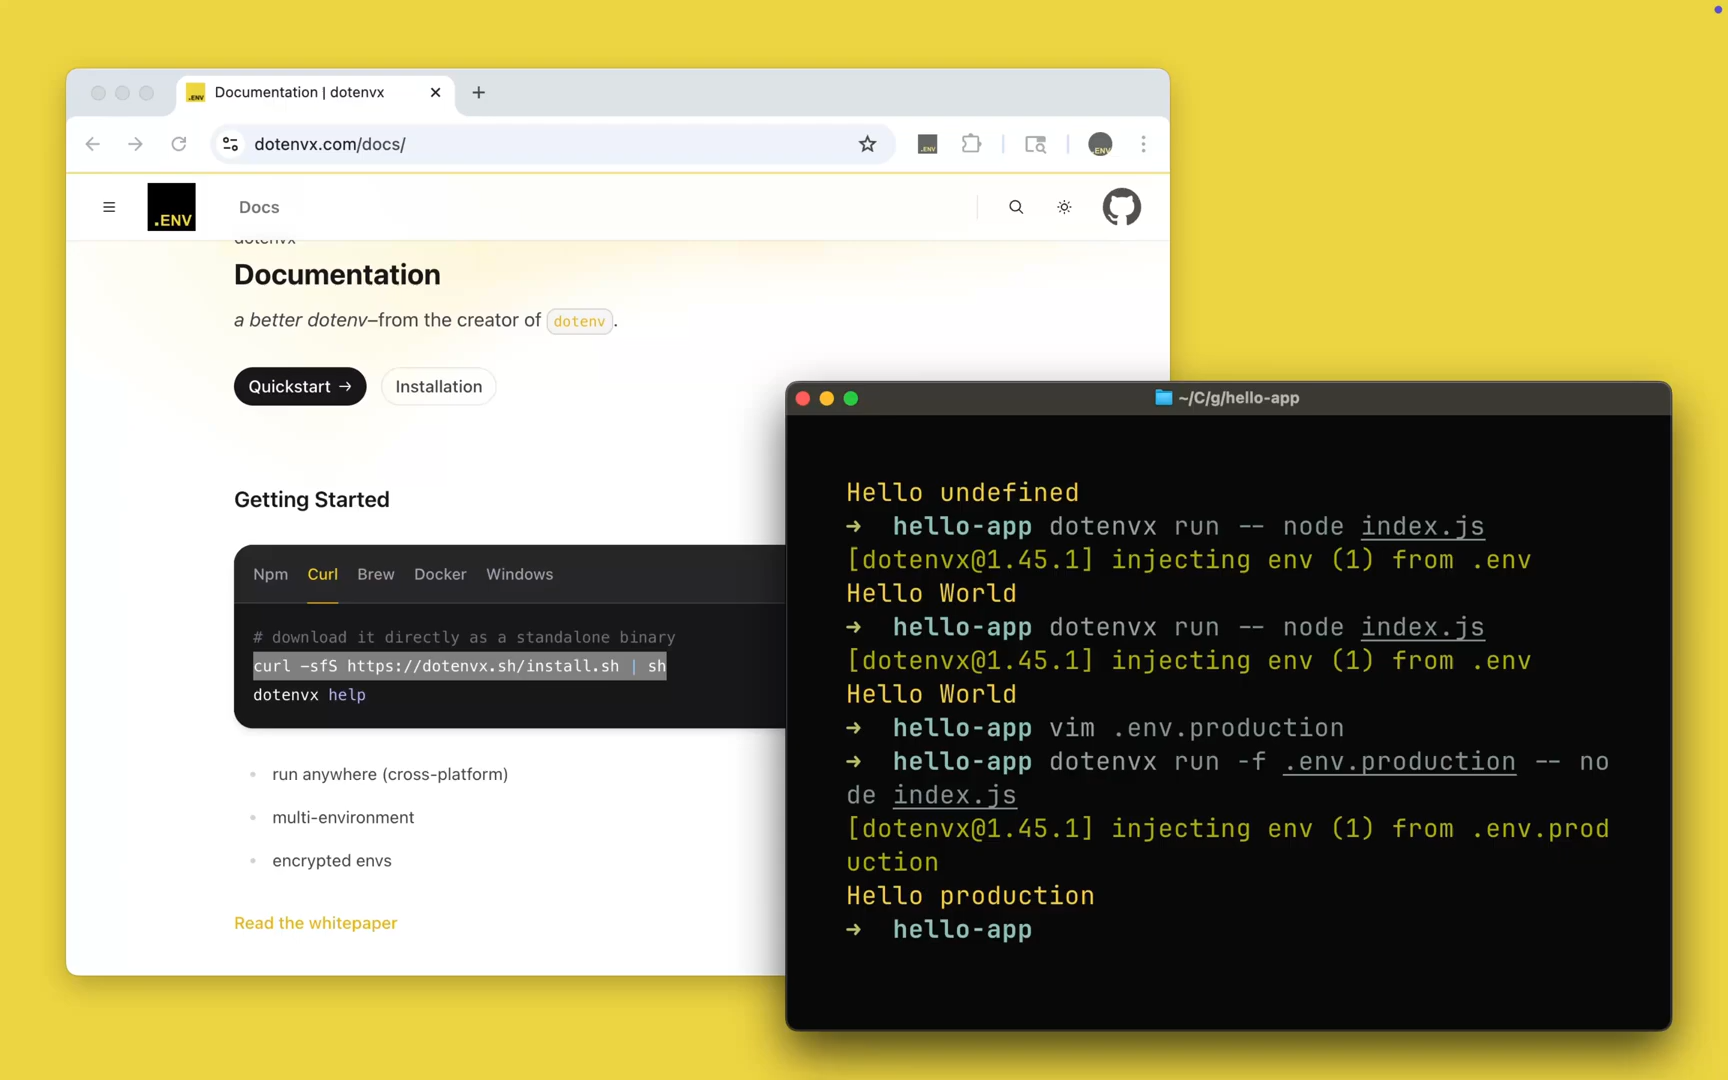 Documentation | dotenvx
dotenvx.com/docs/
.ENV
Docs
dotenvx
Documentation
a better dotenv–from the creator of dotenv.
Quickstart →
Installation
Getting Started
Npm Curl Brew Docker Windows
# download it directly as a standalone binary
curl -sfS https://dotenvx.sh/install.sh | sh
dotenvx help
run anywhere (cross-platform)
multi-environment
encrypted envs
Read the whitepaper
~/C/g/hello-app
Hello undefined
→ hello-app dotenvx run -- node index.js
[dotenvx@1.45.1] injecting env (1) from .env
Hello World
→ hello-app dotenvx run -- node index.js
[dotenvx@1.45.1] injecting env (1) from .env
Hello World
→ hello-app vim .env.production
→ hello-app dotenvx run -f .env.production -- no
de index.js
[dotenvx@1.45.1] injecting env (1) from .env.prod
uction
Hello production
→ hello-app